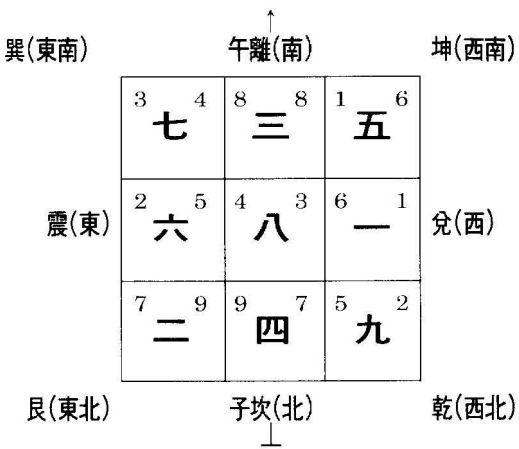 巽(東南) 午離(南) 坤(西南)
3 4 8 8 1 6
七 三 五
震(東) 2 5 4 3 6 1 兌(西)
六 八 一
7 9 9 7 5 2
二 四 九
艮(東北) 子坎(北) 乾(西北)